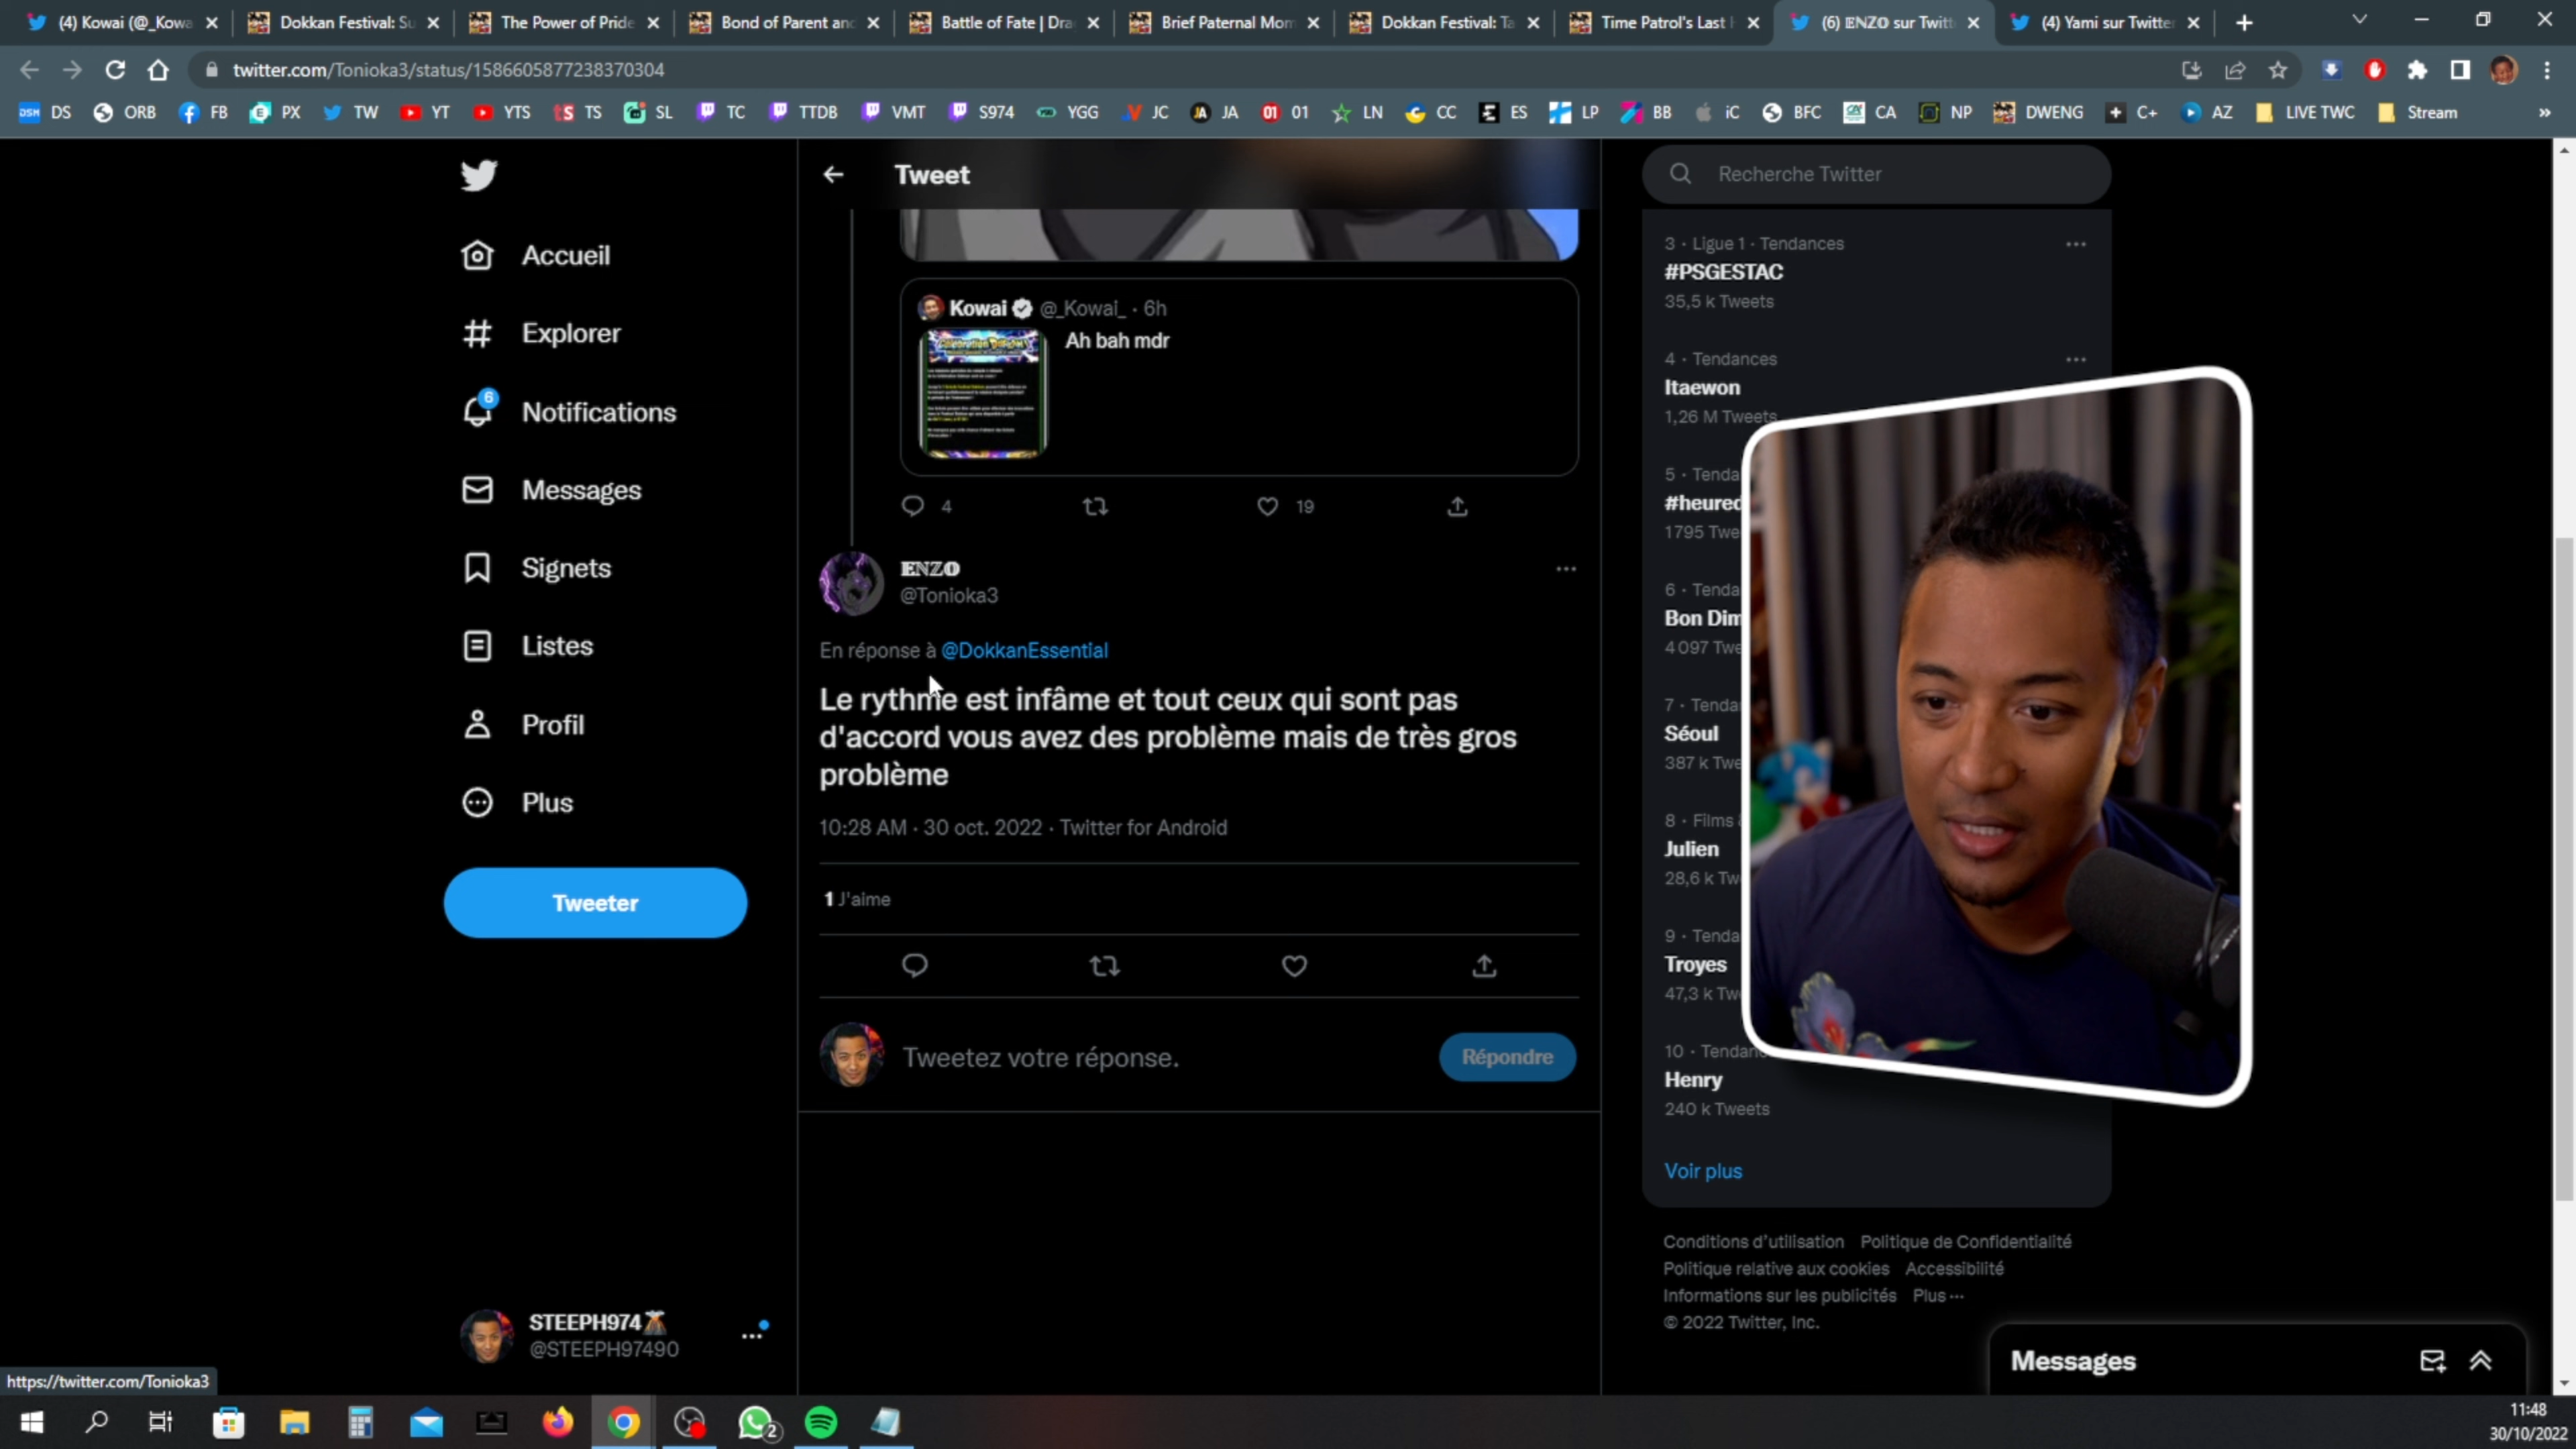 (4) Kowai (@_Kowa
Dokkan Festival: Su
The Power of Pride
Bond of Parent anc
Battle of Fate | Dra
Brief Paternal Mom
Dokkan Festival: Ta
Time Patrol's Last H
(6) 𝔼ℕℤ𝕆 sur Twitt
(4) Yami sur Twitter
twitter.com/Tonioka3/status/1586605877238370304
DS ORB FB PX TW YT YTS TS SL TC TTDB VMT S974 YGG JC JA 01 LN CC ES LP BB iC BFC CA NP DWENG C+ AZ LIVE TWC Stream »
Accueil
Explorer
6
Notifications
Messages
Signets
Listes
Profil
Plus
Tweeter
STEEPH974
@STEEPH97490
https://twitter.com/Tonioka3
Tweet
Kowai @_Kowai_ · 6h
Ah bah mdr
4 19
𝔼ℕℤ𝕆
@Tonioka3
En réponse à @DokkanEssential
Le rythme est infâme et tout ceux qui sont pas
d'accord vous avez des problème mais de très gros
problème
10:28 AM · 30 oct. 2022 · Twitter for Android
1 J'aime
Tweetez votre réponse.
Répondre
Recherche Twitter
3 · Ligue 1 · Tendances
#PSGESTAC
35,5 k Tweets
4 · Tendances
Itaewon
1,26 M Tweets
5 · Tenda
#heured
1795 Twe
6 · Tenda
Bon Dim
4 097 Twe
7 · Tenda
Séoul
387 k Twe
8 · Films
Julien
28,6 k Tw
9 · Tenda
Troyes
47,3 k Tw
10 · Tendan
Henry
240 k Tweets
Voir plus
Conditions d'utilisation Politique de Confidentialité
Politique relative aux cookies Accessibilité
Informations sur les publicités Plus ···
© 2022 Twitter, Inc.
Messages
2
11:48
30/10/2022